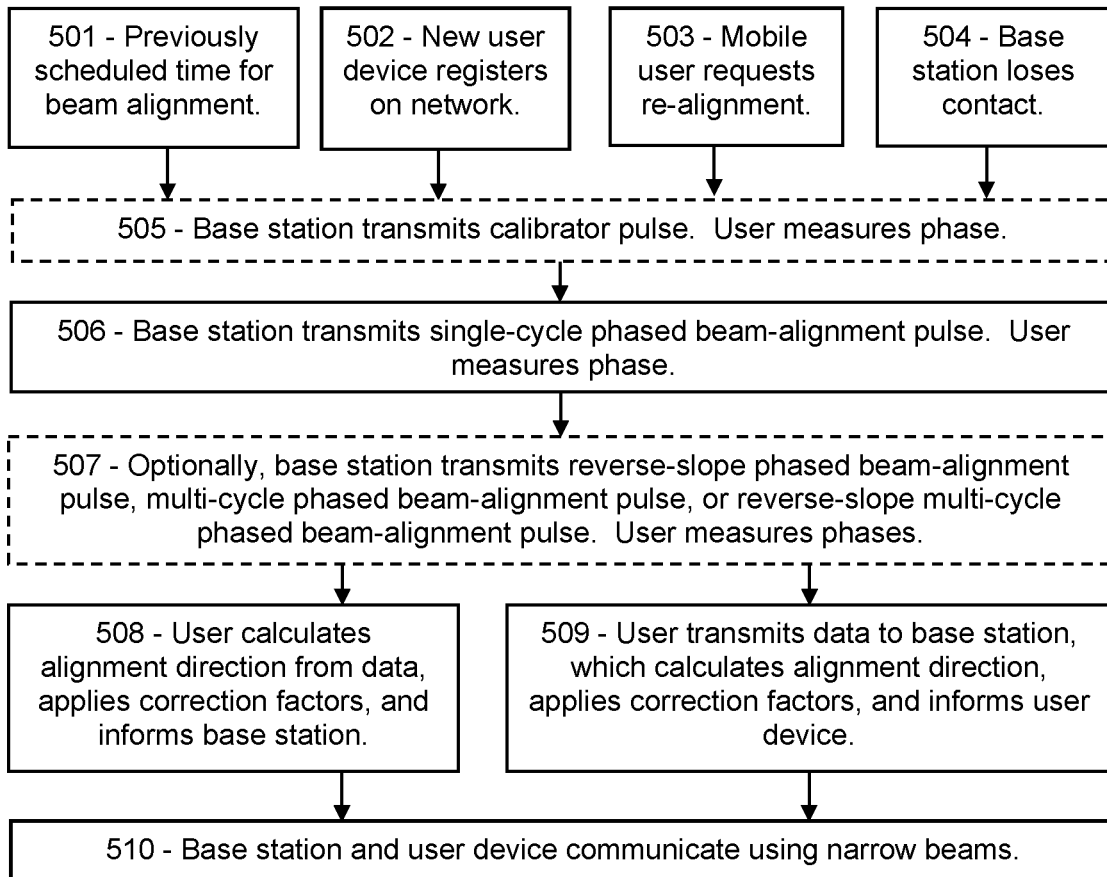 501 - Previously
scheduled time for
beam alignment.
502 - New user
device registers
on network.
503 - Mobile
user requests
re-alignment.
504 - Base
station loses
contact.
505 - Base station transmits calibrator pulse.  User measures phase.
506 - Base station transmits single-cycle phased beam-alignment pulse.  User
measures phase.
507 - Optionally, base station transmits reverse-slope phased beam-alignment
pulse, multi-cycle phased beam-alignment pulse, or reverse-slope multi-cycle
phased beam-alignment pulse.  User measures phases.
508 - User calculates
alignment direction from data,
applies correction factors, and
informs base station.
509 - User transmits data to base station,
which calculates alignment direction,
applies correction factors, and informs user
device.
510 - Base station and user device communicate using narrow beams.